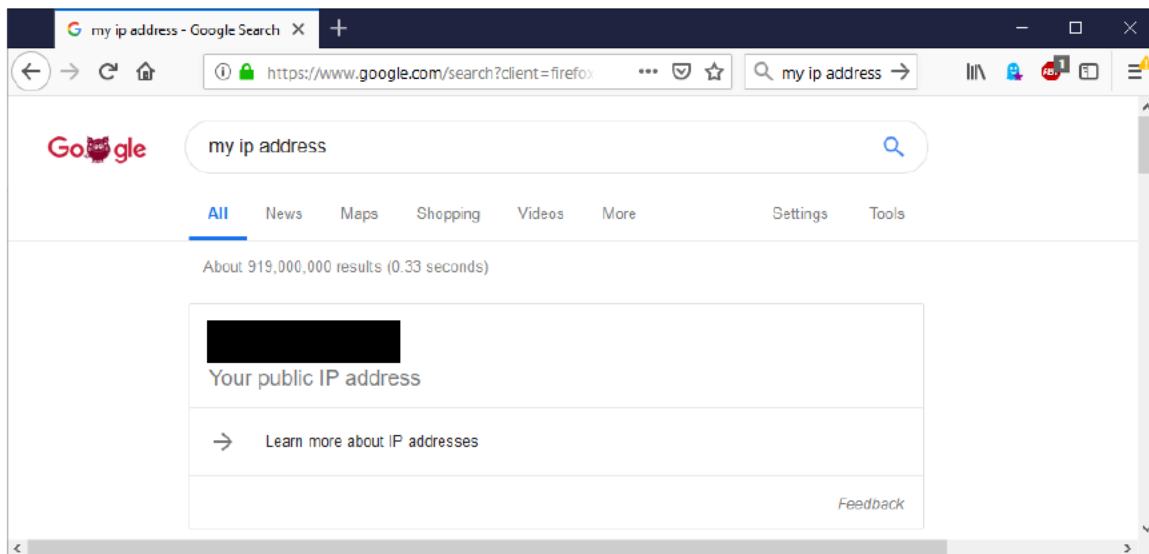 my ip address - Google Search
https://www.google.com/search?client=firefox
my ip address
Go gle
my ip address
All News Maps Shopping Videos More Settings Tools
About 919,000,000 results (0.33 seconds)
Your public IP address
Learn more about IP addresses
Feedback